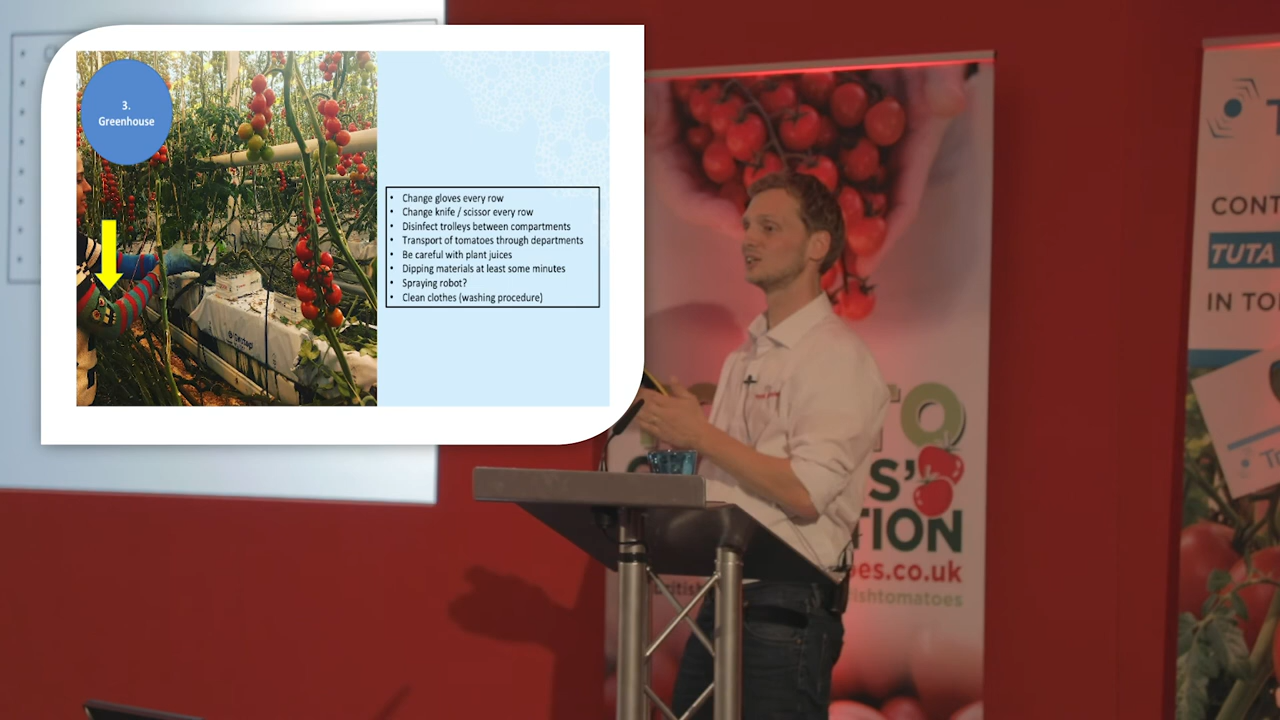 3.
Greenhouse
• Change gloves every row
• Change knife / scissor every row
• Disinfect trolleys between compartments
• Transport of tomatoes through departments
• Be careful with plant juices
• Dipping materials at least some minutes
• Spraying robot?
• Clean clothes (washing procedure)
TO
S'
TION
oes.co.uk
ishtomatoes
CONT
TUTA
IN TO